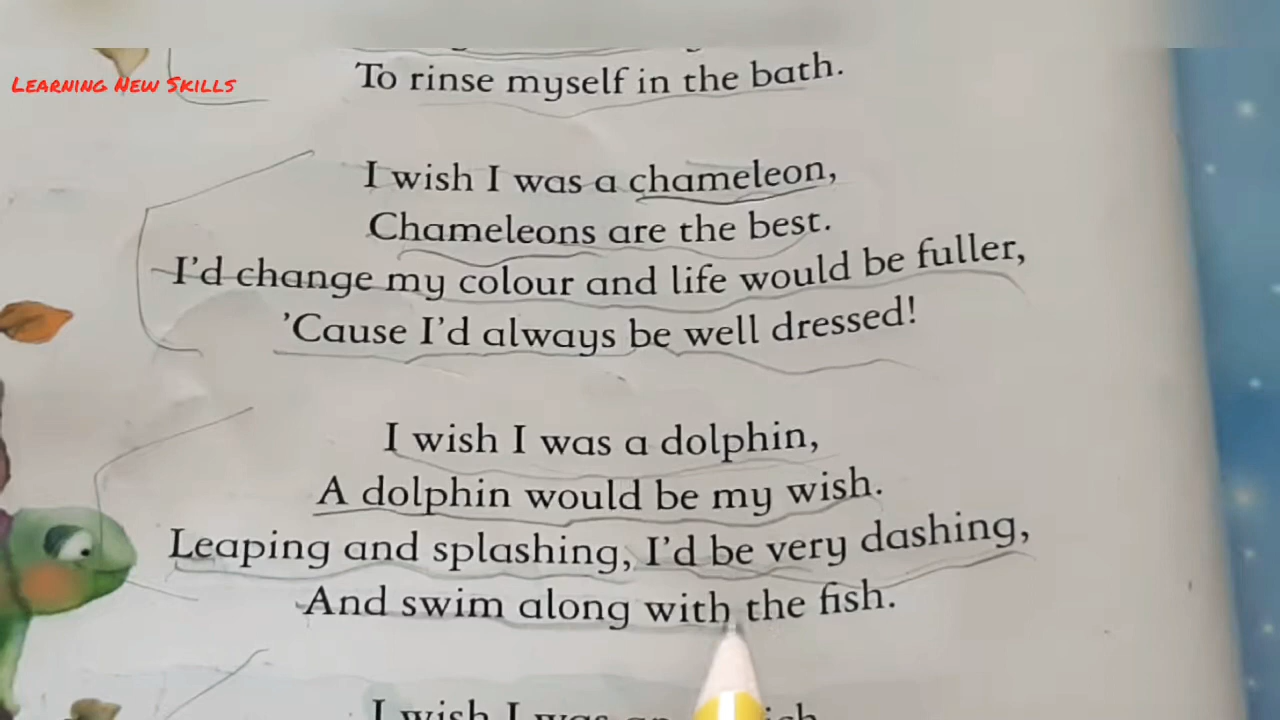 LEARNING NEW SKILLS
To rinse myself in the bath.
I wish I was a chameleon,
Chameleons are the best.
I'd change my colour and life would be fuller,
'Cause I'd always be well dressed!
I wish I was a dolphin,
A dolphin would be my wish.
Leaping and splashing, I'd be very dashing,
And swim along with the fish.
I wish I was